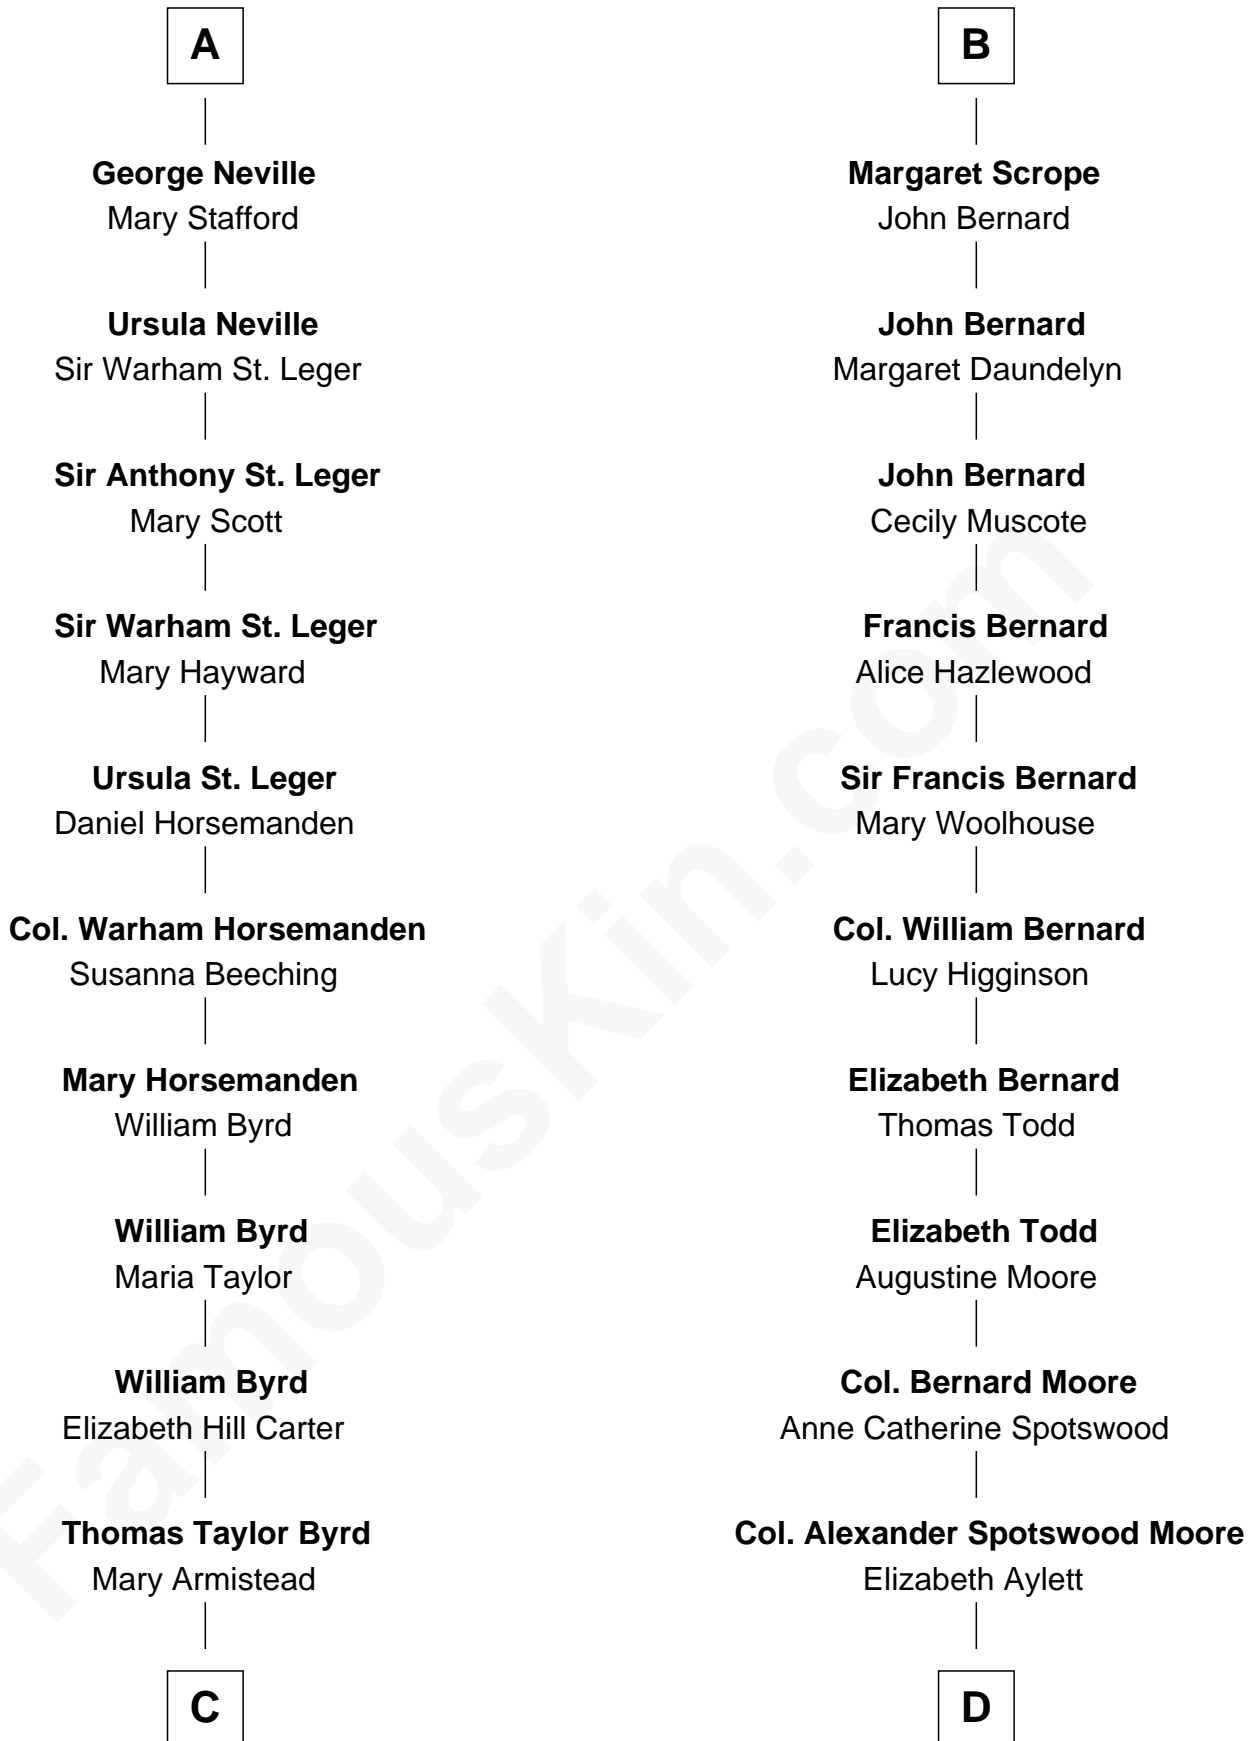 A
George Neville
Mary Stafford
Ursula Neville
Sir Warham St. Leger
Sir Anthony St. Leger
Mary Scott
Sir Warham St. Leger
Mary Hayward
Ursula St. Leger
Daniel Horsemanden
Col. Warham Horsemanden
Susanna Beeching
Mary Horsemanden
William Byrd
William Byrd
Maria Taylor
William Byrd
Elizabeth Hill Carter
Thomas Taylor Byrd
Mary Armistead
C
B
Margaret Scrope
John Bernard
John Bernard
Margaret Daundelyn
John Bernard
Cecily Muscote
Francis Bernard
Alice Hazlewood
Sir Francis Bernard
Mary Woolhouse
Col. William Bernard
Lucy Higginson
Elizabeth Bernard
Thomas Todd
Elizabeth Todd
Augustine Moore
Col. Bernard Moore
Anne Catherine Spotswood
Col. Alexander Spotswood Moore
Elizabeth Aylett
D
FamousKin.com